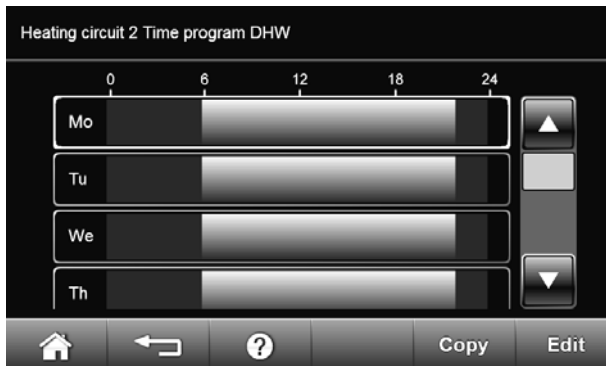 Heating circuit 2 Time program DHW
0 6 12 18 24
Mo
Tu
We
Th
? Copy Edit